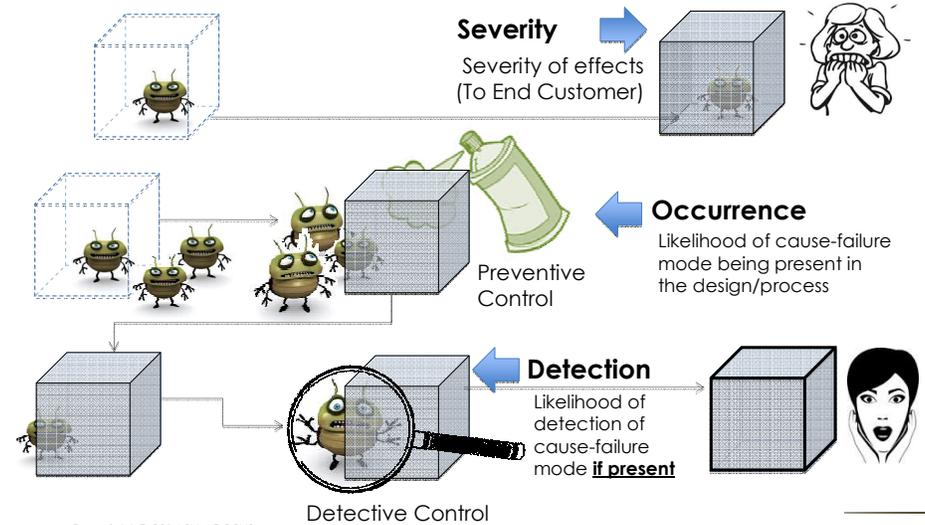 Severity
Severity of effects
(To End Customer)
Occurrence
Likelihood of cause-failure
mode being present in
the design/process
Preventive
Control
Detection
Likelihood of
detection of
cause-failure
mode if present
Detective Control